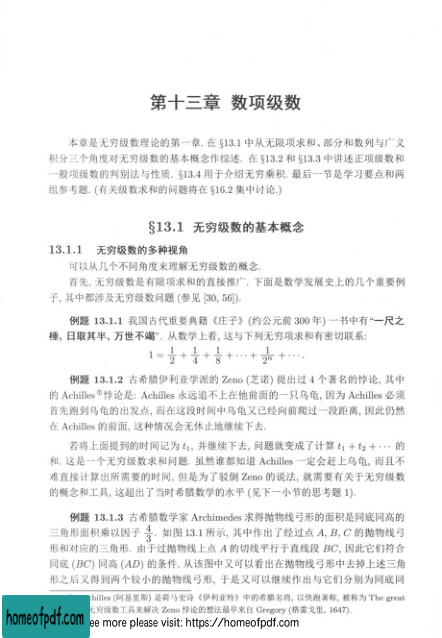 第十三章 数项级数
本章是无穷级数理论的第一章. 在 §13.1 中从无限项求和、部分和数列与广义
积分三个角度对无穷级数的基本概念作综述. 在 §13.2 和 §13.3 中讲述正项级数和
一般项级数的判别法与性质. §13.4 用于介绍无穷乘积. 最后一节是学习要点和两
组参考题. (有关级数求和的问题将在 §16.2 集中讨论.)
§13.1 无穷级数的基本概念
13.1.1 无穷级数的多种视角
可以从几个不同角度来理解无穷级数的概念.
首先, 无穷级数是有限项求和的直接推广. 下面是数学发展史上的几个重要例
子, 其中都涉及无穷级数问题 (参见 [30, 56]).
例题 13.1.1 我国古代重要典籍《庄子》(约公元前 300 年) 一书中有“一尺之
棰, 日取其半, 万世不竭”. 从数学上看, 这与下列无穷项求和有密切联系:
1 = 1/2 + 1/4 + 1/8 + ⋯ + 1/2ⁿ + ⋯ .
例题 13.1.2 古希腊伊利亚学派的 Zeno (芝诺) 提出过 4 个著名的悖论, 其中
的 Achilles①悖论是: Achilles 永远追不上在他前面的一只乌龟, 因为 Achilles 必须
首先跑到乌龟的出发点, 而在这段时间中乌龟又已经向前爬过一段距离, 因此仍然
在 Achilles 的前面, 这种情况会无休止地继续下去.
若将上面提到的时间记为 t₁, 并继续下去, 问题就变成了计算 t₁ + t₂ + ⋯ 的
和. 这是一个无穷级数求和问题. 虽然谁都知道 Achilles 一定会赶上乌龟, 而且不
难直接计算出所需要的时间, 但是为了驳倒 Zeno 的说法, 就需要有关于无穷级数
的概念和工具, 这超出了当时希腊数学的水平 (见下一小节的思考题 1).
例题 13.1.3 古希腊数学家 Archimedes 求得抛物线弓形的面积是同底同高的
三角形面积乘以因子 4/3. 如图 13.1 所示, 其中作出了经过点 A, B, C 的抛物线弓
形和对应的三角形. 由于过抛物线上点 A 的切线平行于直线段 BC, 因此它们符合
同底 (BC) 同高 (AD) 的条件. 从该图中又可以看出在抛物线弓形中去掉上述三角
形之后又得到两个较小的抛物线弓形, 于是又可以继续作出与它们分别为同底同
chilles (阿基里斯) 是荷马史诗《伊利亚特》中的希腊名将, 以快跑著称, 被称为 The great
无穷级数工具来解决 Zeno 悖论的想法最早来自 Gregory (格雷戈里, 1647).
homeofpdf.com
ee more please visit: https://homeofpdf.com